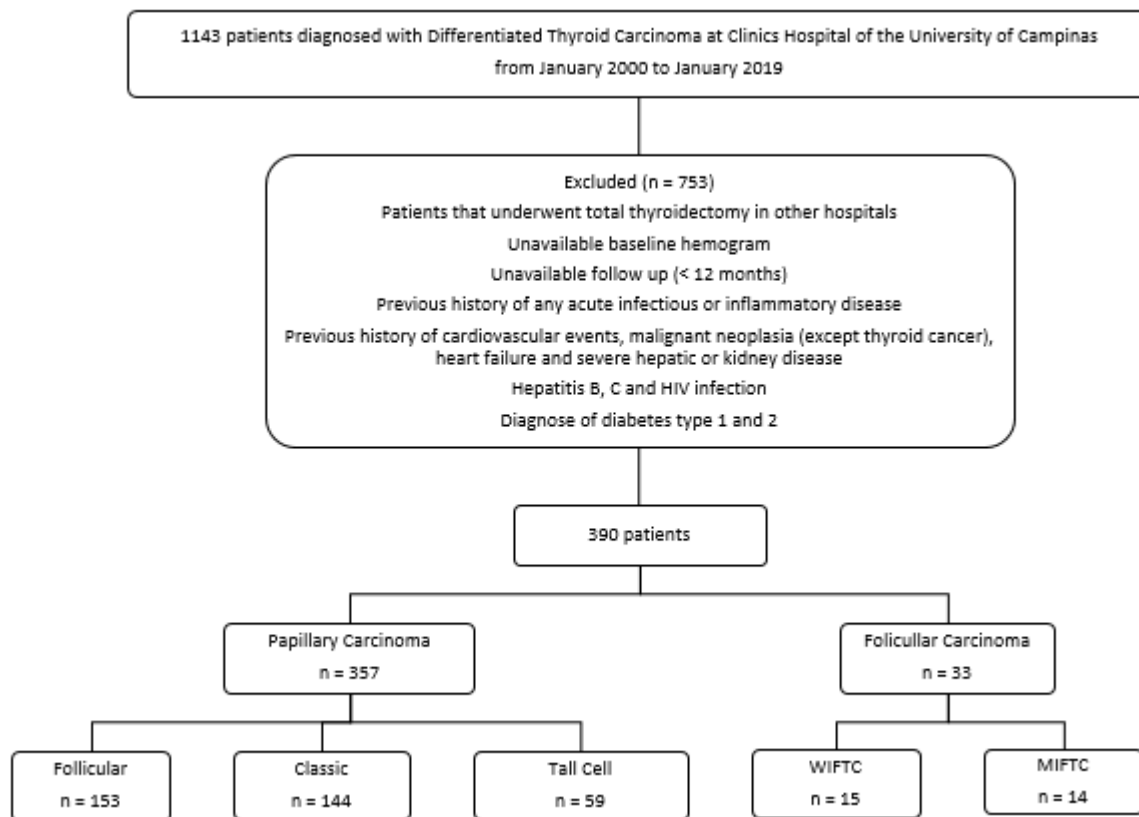 1143 patients diagnosed with Differentiated Thyroid Carcinoma at Clinics Hospital of the University of Campinas
from January 2000 to January 2019
Excluded (n = 753)
Patients that underwent total thyroidectomy in other hospitals
Unavailable baseline hemogram
Unavailable follow up (< 12 months)
Previous history of any acute infectious or inflammatory disease
Previous history of cardiovascular events, malignant neoplasia (except thyroid cancer),
heart failure and severe hepatic or kidney disease
Hepatitis B, C and HIV infection
Diagnose of diabetes type 1 and 2
390 patients
Papillary Carcinoma
n = 357
Folicullar Carcinoma
n = 33
Follicular
n = 153
Classic
n = 144
Tall Cell
n = 59
WIFTC
n = 15
MIFTC
n = 14